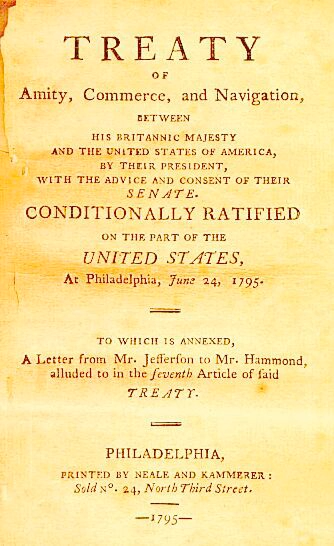 TREATY
OF
Amity, Commerce, and Navigation,
BETWEEN
HIS BRITANNIC MAJESTY
AND THE UNITED STATES OF AMERICA,
BY THEIR PRESIDENT,
WITH THE ADVICE AND CONSENT OF THEIR
SENATE.
CONDITIONALLY RATIFIED
ON THE PART OF THE
UNITED STATES,
At Philadelphia, June 24, 1795.
TO WHICH IS ANNEXED,
A Letter from Mr. Jefferſon to Mr. Hammond,
alluded to in the ſeventh Article of ſaid
TREATY.
PHILADELPHIA,
PRINTED BY NEALE AND KAMMERER:
Sold Nº. 24, North Third Street.
—1795—